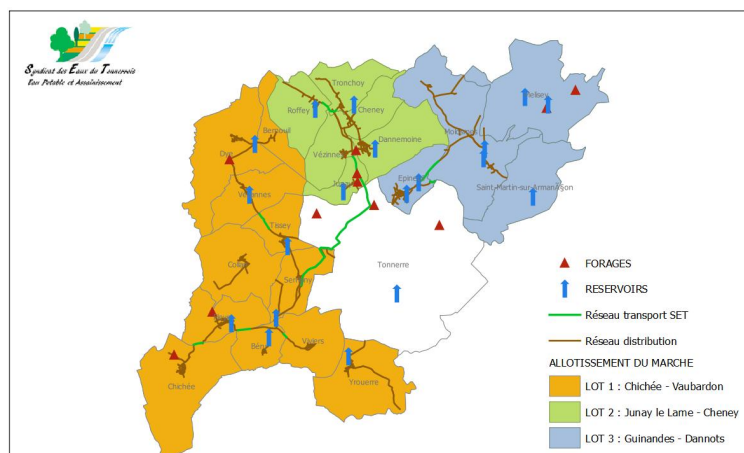 Syndicat des Eaux du Tonnerrois
Eau Potable et Assainissement
Tronchoy
Roffey
Cheney
Bernouil
Dannemoine
Vézinnes
Dyé
Epineuil
Saint-Martin-sur-Armançon
Tissey
Tonnerre
Serrigny
Viviers
Béru
Chichée
Yrouerre
FORAGES
RESERVOIRS
Réseau transport SET
Réseau distribution
ALLOTISSEMENT DU MARCHE
LOT 1 : Chichée - Vaubardon
LOT 2 : Junay le Lame - Cheney
LOT 3 : Guinandes - Dannots